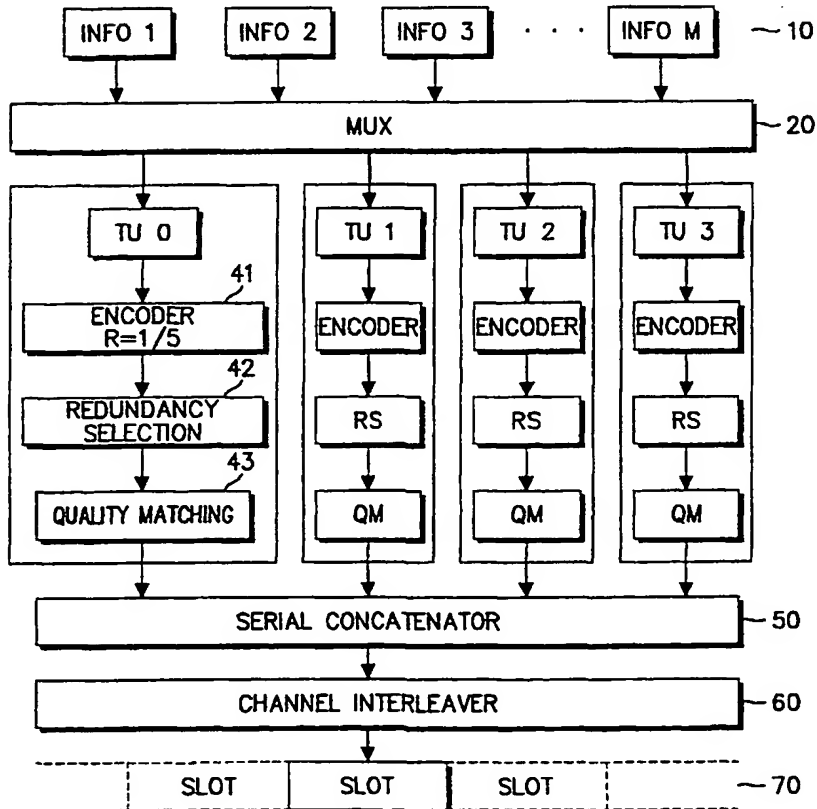 INFO 1 INFO 2 INFO 3 · · · INFO M 10
MUX 20
TU 0 TU 1 TU 2 TU 3
41
ENCODER
R=1/5
ENCODER ENCODER ENCODER
42
REDUNDANCY
SELECTION
RS RS RS
43
QUALITY MATCHING QM QM QM
SERIAL CONCATENATOR 50
CHANNEL INTERLEAVER 60
SLOT SLOT SLOT 70